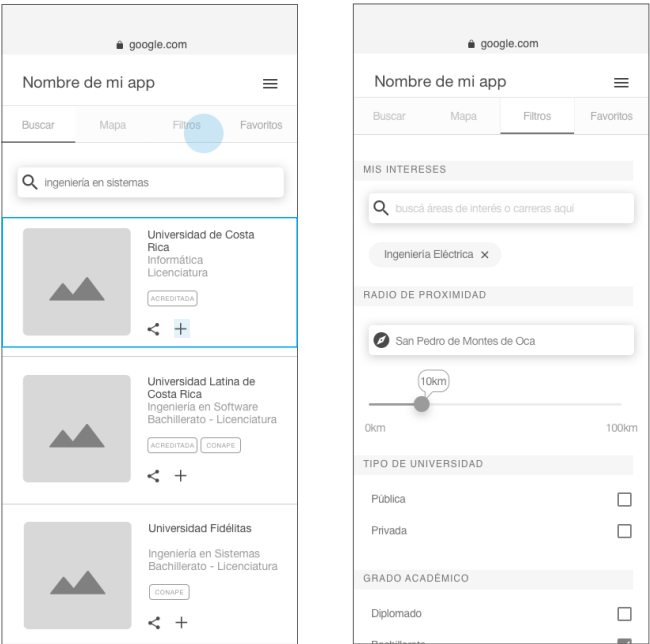 google.com
Nombre de mi app
Buscar Mapa Filtros Favoritos
ingeniería en sistemas
Universidad de Costa
Rica
Informática
Licenciatura
ACREDITADA
Universidad Latina de
Costa Rica
Ingeniería en Software
Bachillerato - Licenciatura
ACREDITADA CONAPE
Universidad Fidélitas
Ingeniería en Sistemas
Bachillerato - Licenciatura
CONAPE
google.com
Nombre de mi app
Buscar Mapa Filtros Favoritos
MIS INTERESES
buscá áreas de interés o carreras aquí
Ingeniería Eléctrica
RADIO DE PROXIMIDAD
San Pedro de Montes de Oca
10km
0km 100km
TIPO DE UNIVERSIDAD
Pública
Privada
GRADO ACADÉMICO
Diplomado
Bachillerato